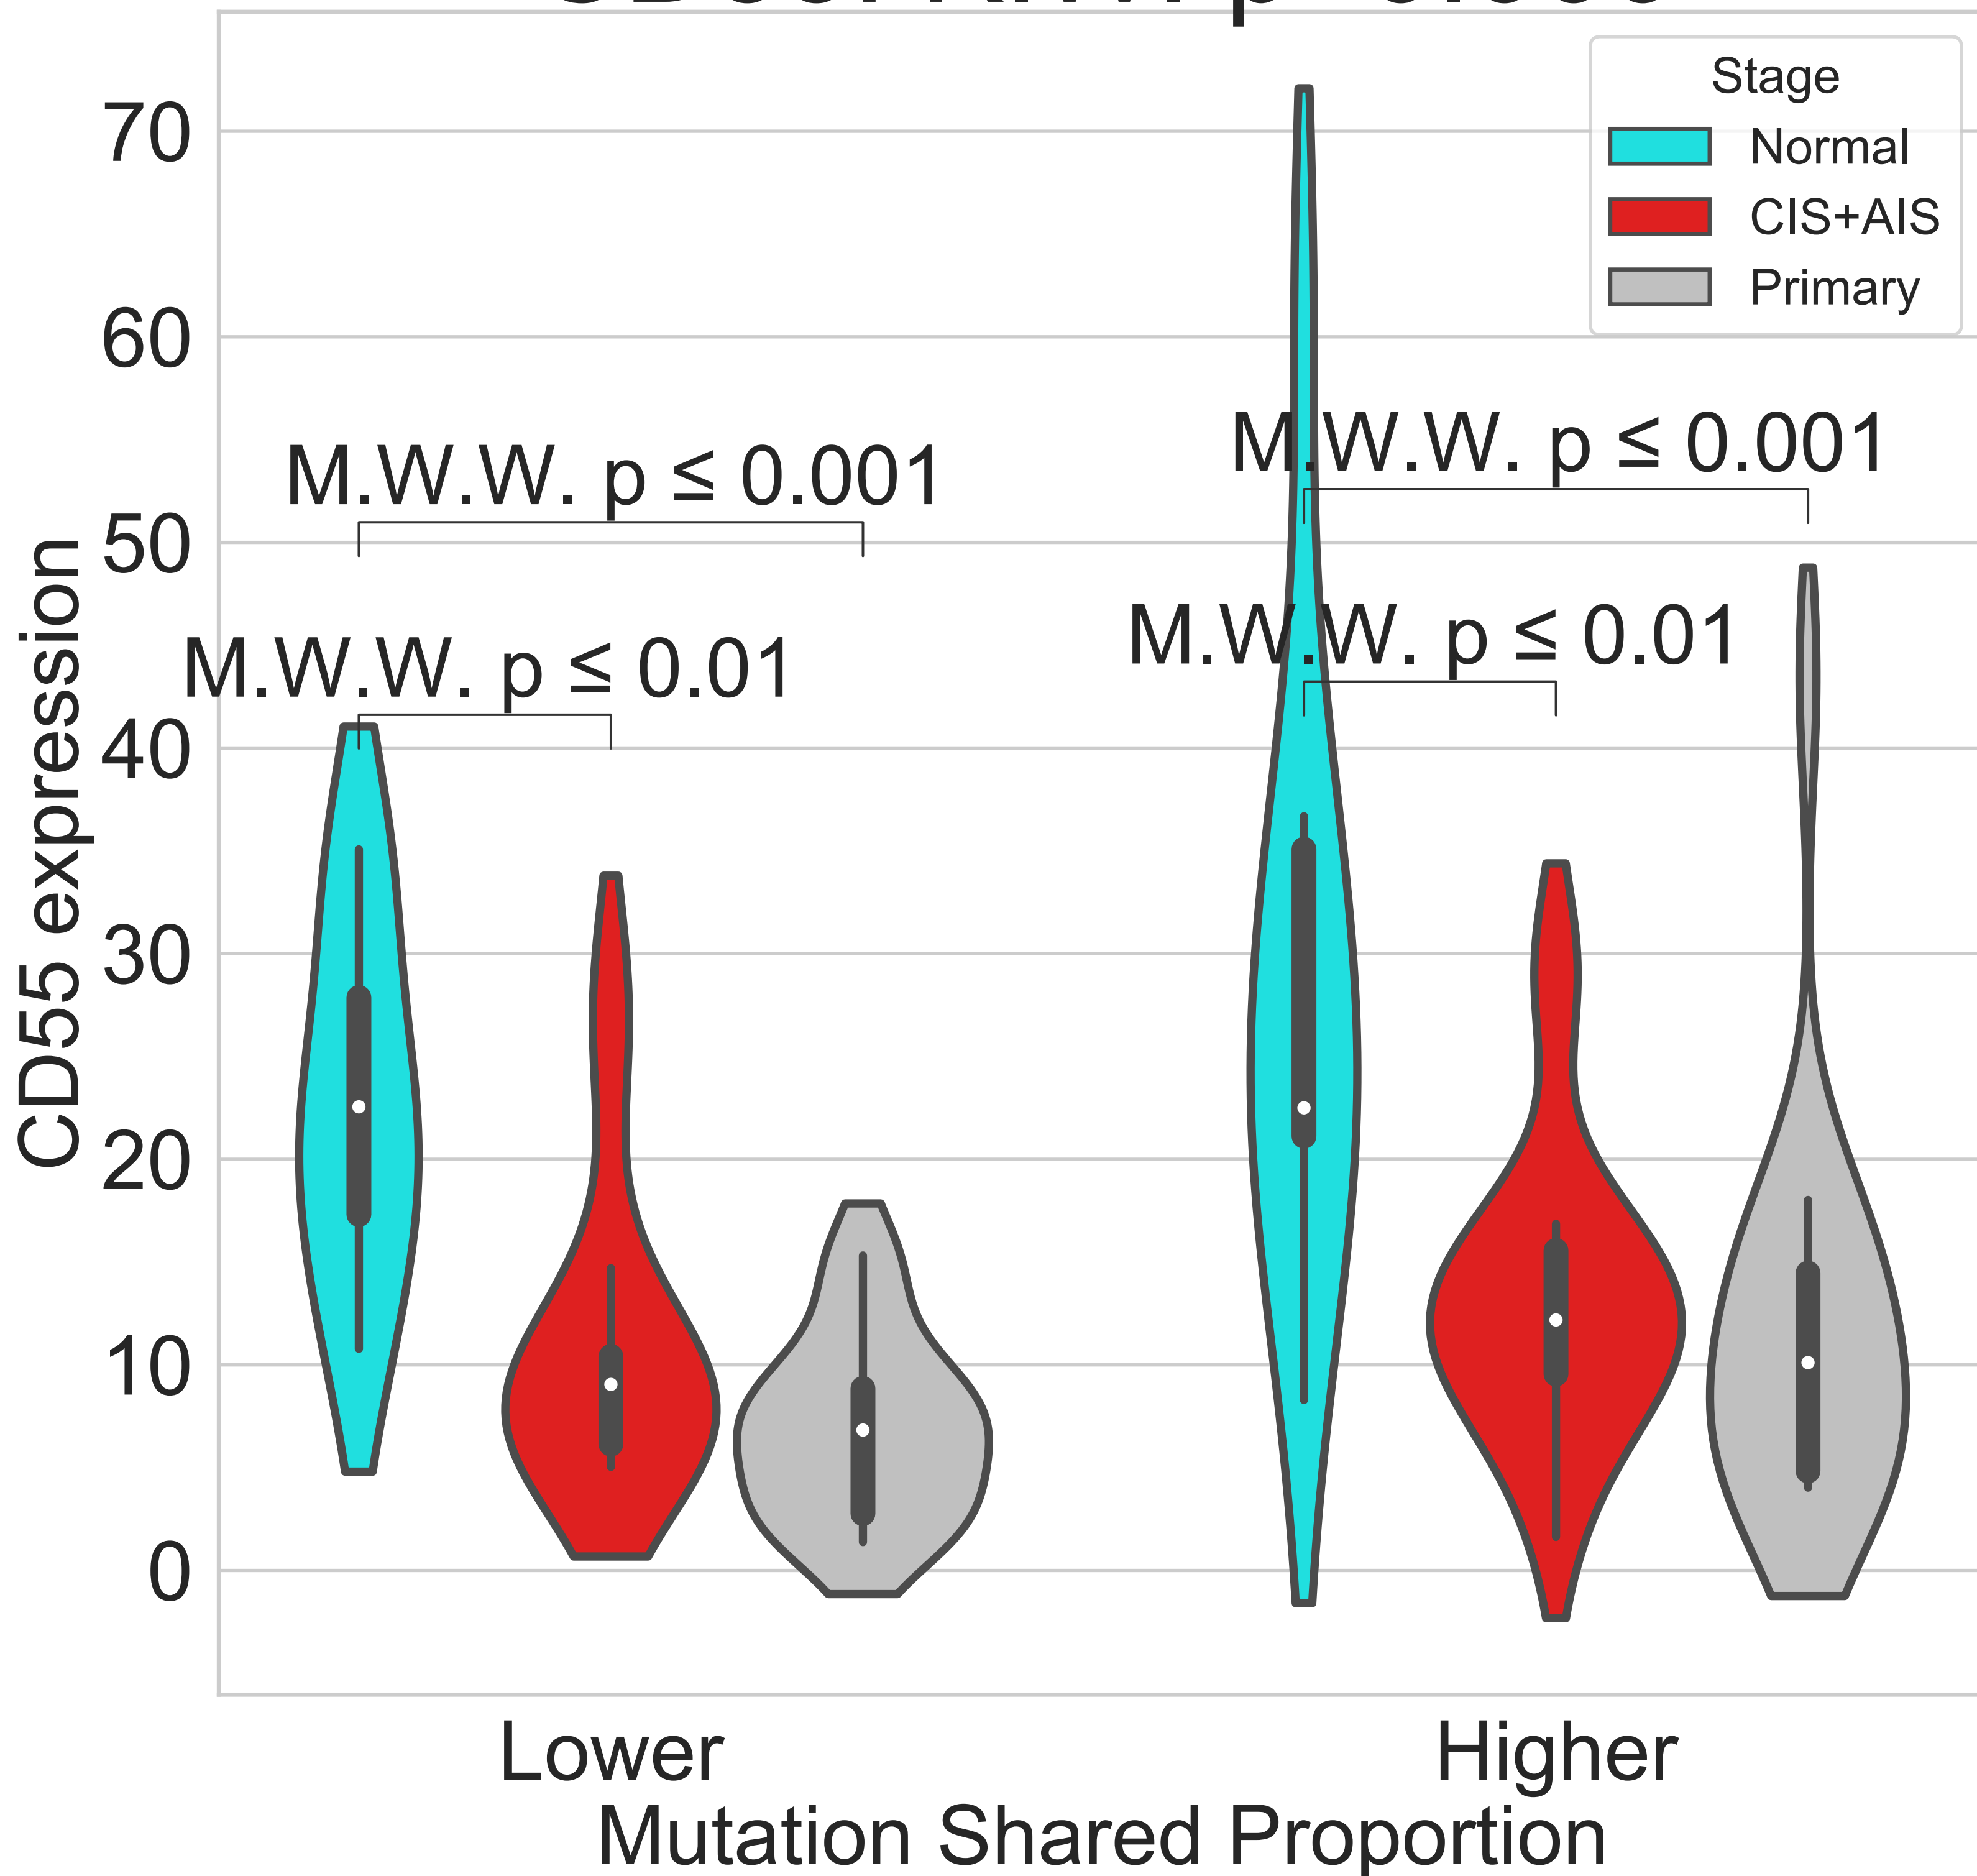 Stage
Normal
CIS+AIS
Primary
70
60
50
40
30
20
10
0
CD55 expression
M.W.W. p ≤ 0.001
M.W.W. p ≤ 0.01
M.W.W. p ≤ 0.001
M.W.W. p ≤ 0.01
Lower
Higher
Mutation Shared Proportion